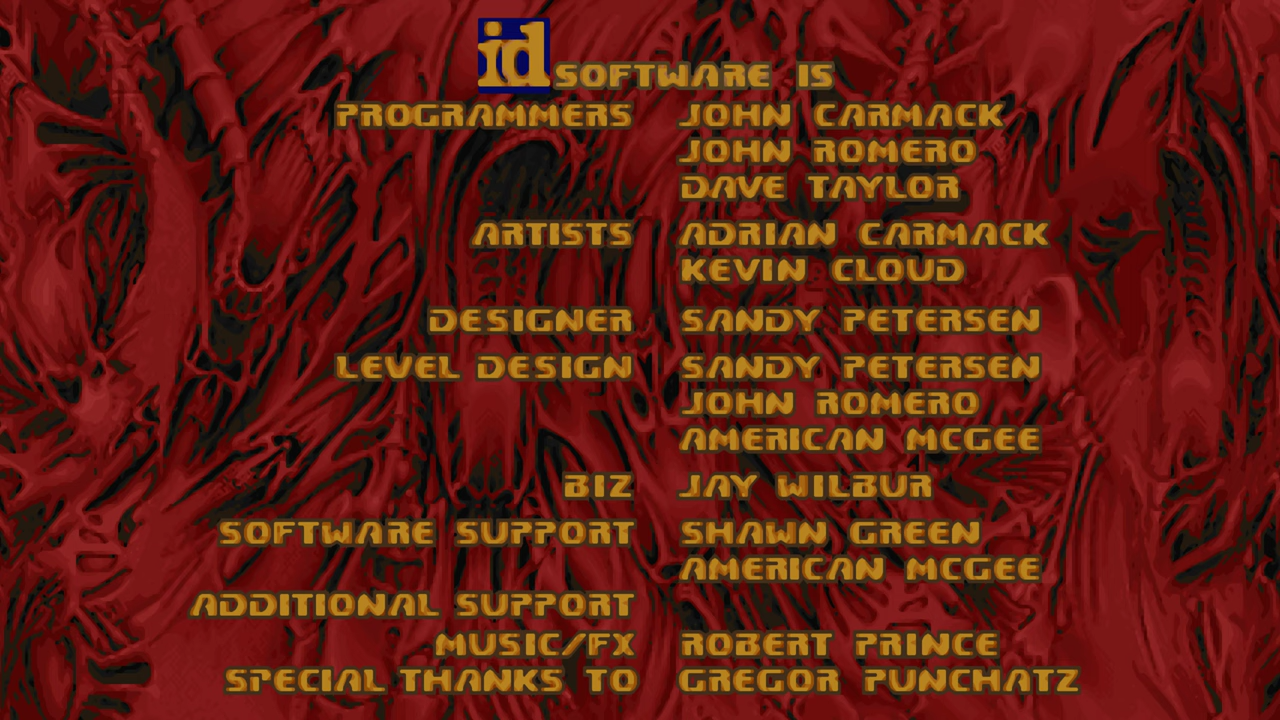 id SOFTWARE IS
PROGRAMMERS JOHN CARMACK
JOHN ROMERO
DAVE TAYLOR
ARTISTS ADRIAN CARMACK
KEVIN CLOUD
DESIGNER SANDY PETERSEN
LEVEL DESIGN SANDY PETERSEN
JOHN ROMERO
AMERICAN MCGEE
BIZ JAY WILBUR
SOFTWARE SUPPORT SHAWN GREEN
AMERICAN MCGEE
ADDITIONAL SUPPORT
MUSIC/FX ROBERT PRINCE
SPECIAL THANKS TO GREGOR PUNCHATZ